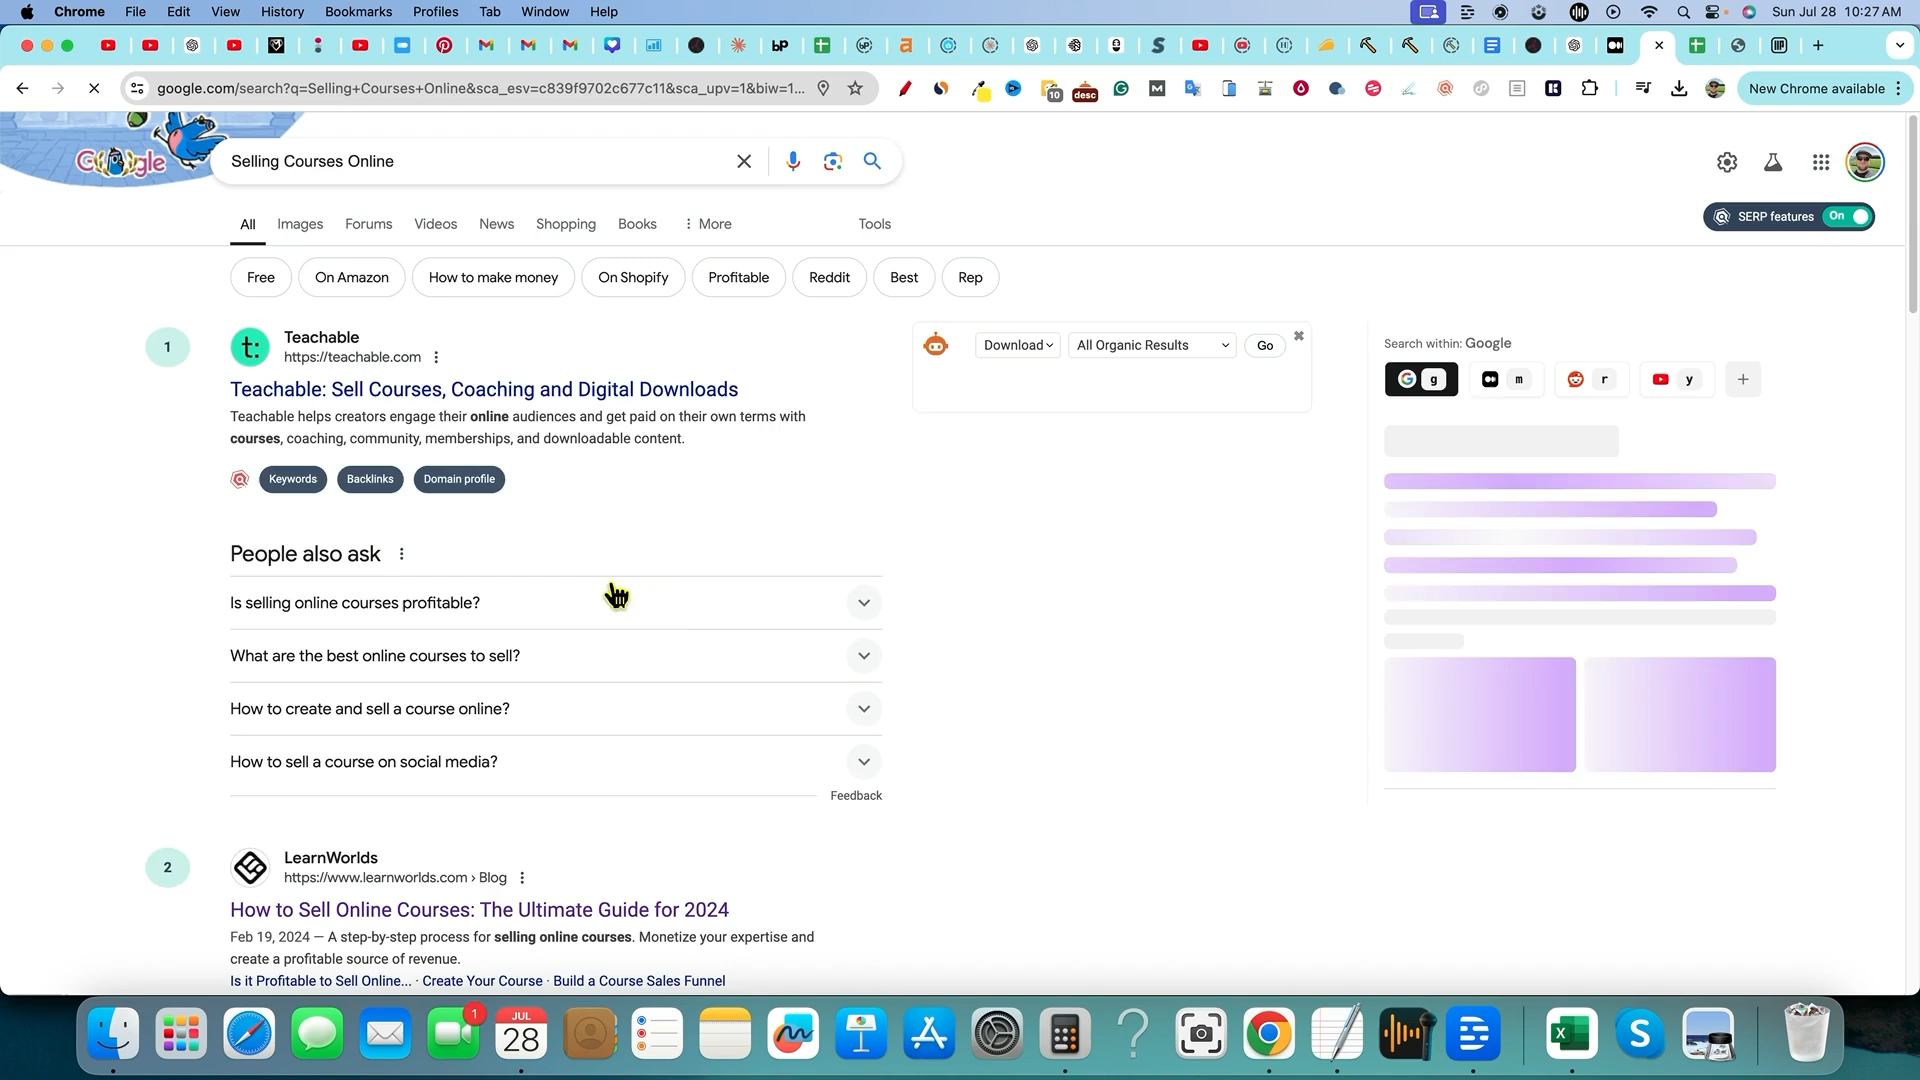 Chrome File Edit View History Bookmarks Profiles Tab Window Help
Sun Jul 28 10:27 AM
google.com/search?q=Selling+Courses+Online&sca_esv=c839f9702c677c11&sca_upv=1&biw=1...
10
desc
New Chrome available
Google
Selling Courses Online
All Images Forums Videos News Shopping Books More Tools
SERP features On
Free On Amazon How to make money On Shopify Profitable Reddit Best Rep
1
t:
Teachable
https://teachable.com
Teachable: Sell Courses, Coaching and Digital Downloads
Teachable helps creators engage their online audiences and get paid on their own terms with
courses, coaching, community, memberships, and downloadable content.
Keywords Backlinks Domain profile
Download All Organic Results Go
Search within: Google
g m r y
People also ask
Is selling online courses profitable?
What are the best online courses to sell?
How to create and sell a course online?
How to sell a course on social media?
Feedback
2
LearnWorlds
https://www.learnworlds.com › Blog
How to Sell Online Courses: The Ultimate Guide for 2024
Feb 19, 2024 — A step-by-step process for selling online courses. Monetize your expertise and
create a profitable source of revenue.
Is it Profitable to Sell Online... · Create Your Course · Build a Course Sales Funnel
1
JUL
28